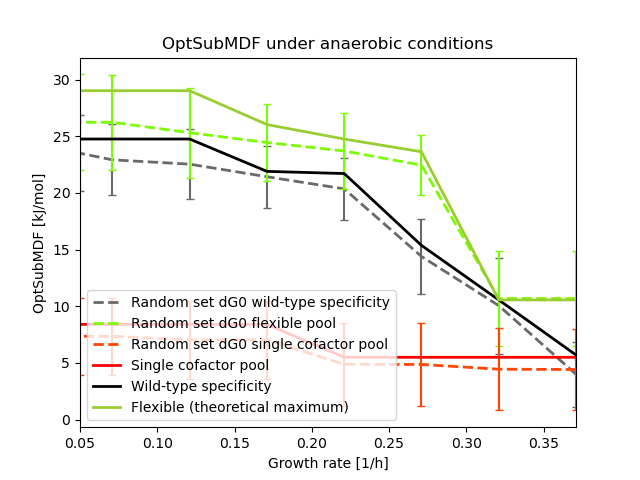 OptSubMDF under anaerobic conditions
OptSubMDF [kJ/mol]
30
25
20
15
10
5
0
Random set dG0 wild-type specificity
Random set dG0 flexible pool
Random set dG0 single cofactor pool
Single cofactor pool
Wild-type specificity
Flexible (theoretical maximum)
0.05 0.10 0.15 0.20 0.25 0.30 0.35
Growth rate [1/h]